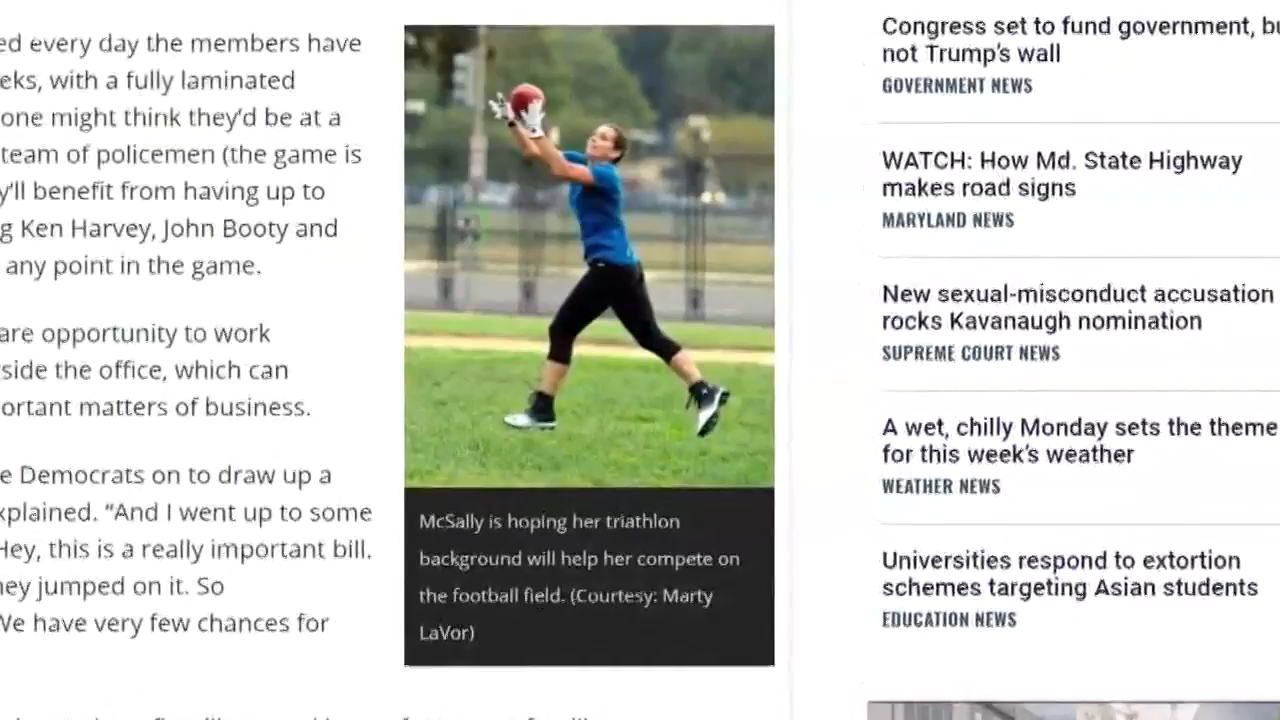 ed every day the members have
eks, with a fully laminated
one might think they'd be at a
team of policemen (the game is
y'll benefit from having up to
g Ken Harvey, John Booty and
any point in the game.
are opportunity to work
side the office, which can
ortant matters of business.
e Democrats on to draw up a
xplained. “And I went up to some
Hey, this is a really important bill.
hey jumped on it. So
We have very few chances for
McSally is hoping her triathlon
background will help her compete on
the football field. (Courtesy: Marty
LaVor)
Congress set to fund government, bu
not Trump's wall
GOVERNMENT NEWS
WATCH: How Md. State Highway
makes road signs
MARYLAND NEWS
New sexual-misconduct accusation
rocks Kavanaugh nomination
SUPREME COURT NEWS
A wet, chilly Monday sets the theme
for this week's weather
WEATHER NEWS
Universities respond to extortion
schemes targeting Asian students
EDUCATION NEWS